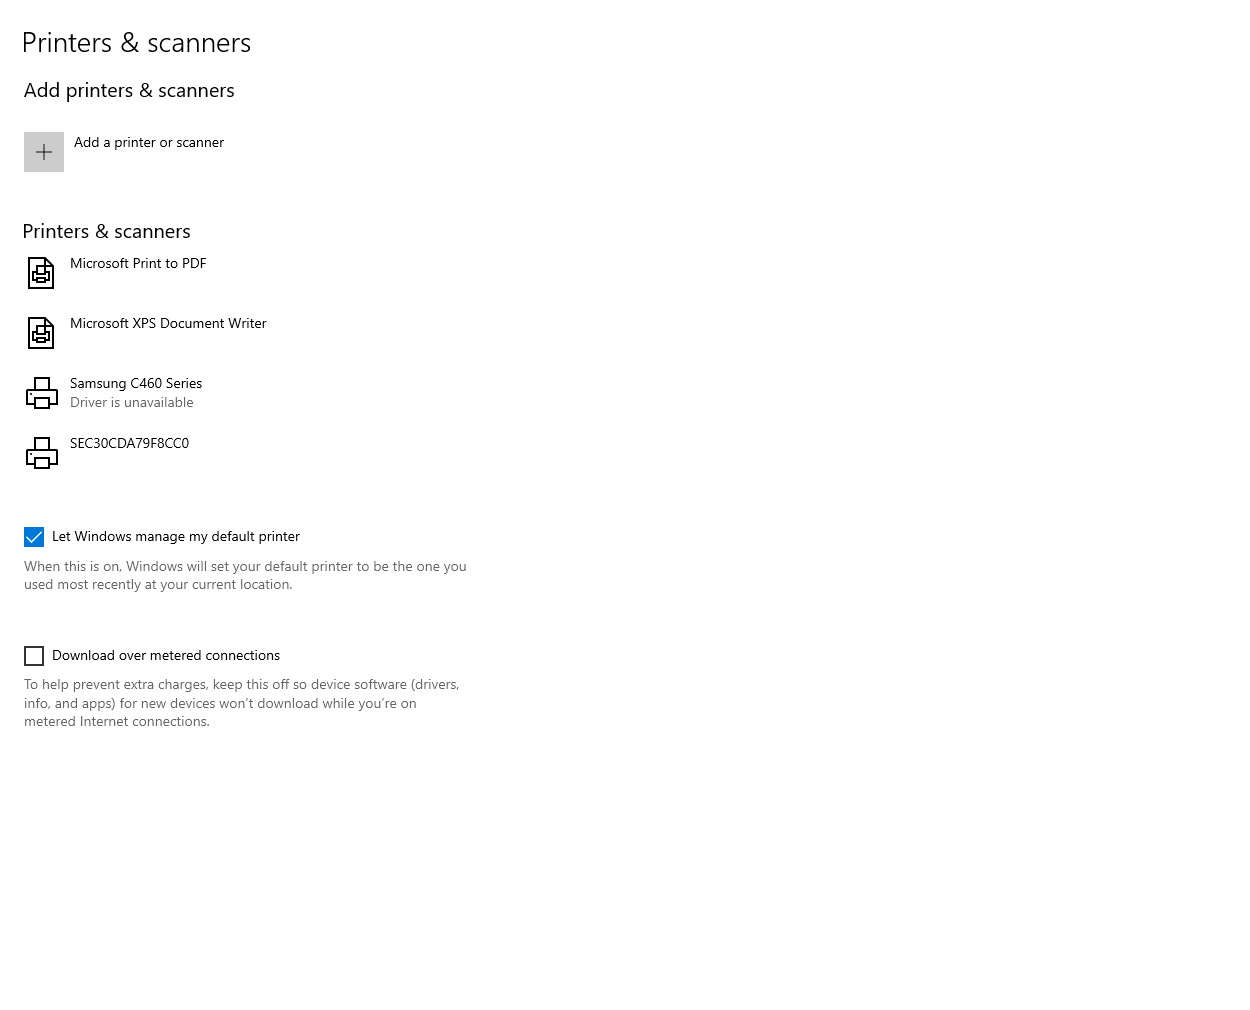 Printers & scanners
Add printers & scanners
Add a printer or scanner
Printers & scanners
Microsoft Print to PDF
Microsoft XPS Document Writer
Samsung C460 Series
Driver is unavailable
SEC30CDA79F8CC0
Let Windows manage my default printer
When this is on, Windows will set your default printer to be the one you
used most recently at your current location.
Download over metered connections
To help prevent extra charges, keep this off so device software (drivers,
info, and apps) for new devices won't download while you're on
metered Internet connections.